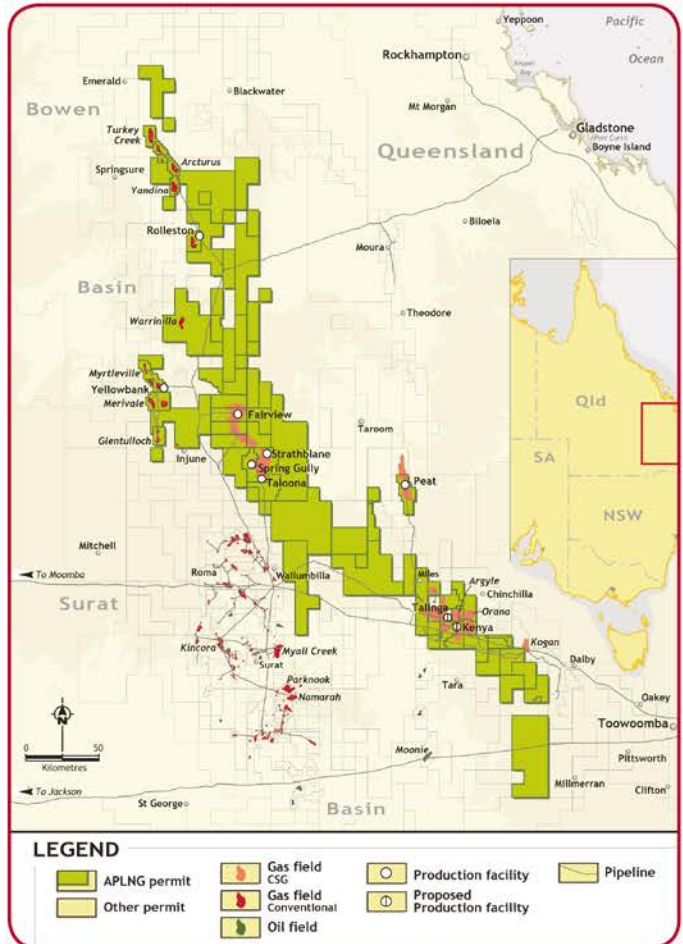 Yeppoon
Pacific
Ocean
Rockhampton
Keppel
Bay
Emerald
Blackwater
Mt Morgan
Bowen
Gladstone
Port Curtis
Boyne Island
Turkey
Creek
Queensland
Arcturus
Springsure
Yandina
Biloela
Rolleston
Moura
Basin
Theodore
Warrinilla
Myrtleville
Yellowbank
Merivale
Qld
Fairview
Taroom
Glentulloch
Strathblane
Injune
Spring Gully
Taloona
Peat
SA
NSW
Mitchell
To Moomba
Roma
Wallumbilla
Miles
Argyle
Chinchilla
Surat
Talinga
Orana
Kenya
Kincora
Myall Creek
Kogan
Surat
Dalby
Parknook
Tara
Namarah
Oakey
N
Toowoomba
0 50
Kilometres
Moonie
Pittsworth
To Jackson
Millmerran
Clifton
St George
Basin
LEGEND
APLNG permit
Other permit
Gas field
CSG
Gas field
Conventional
Oil field
Production facility
Proposed
Production facility
Pipeline